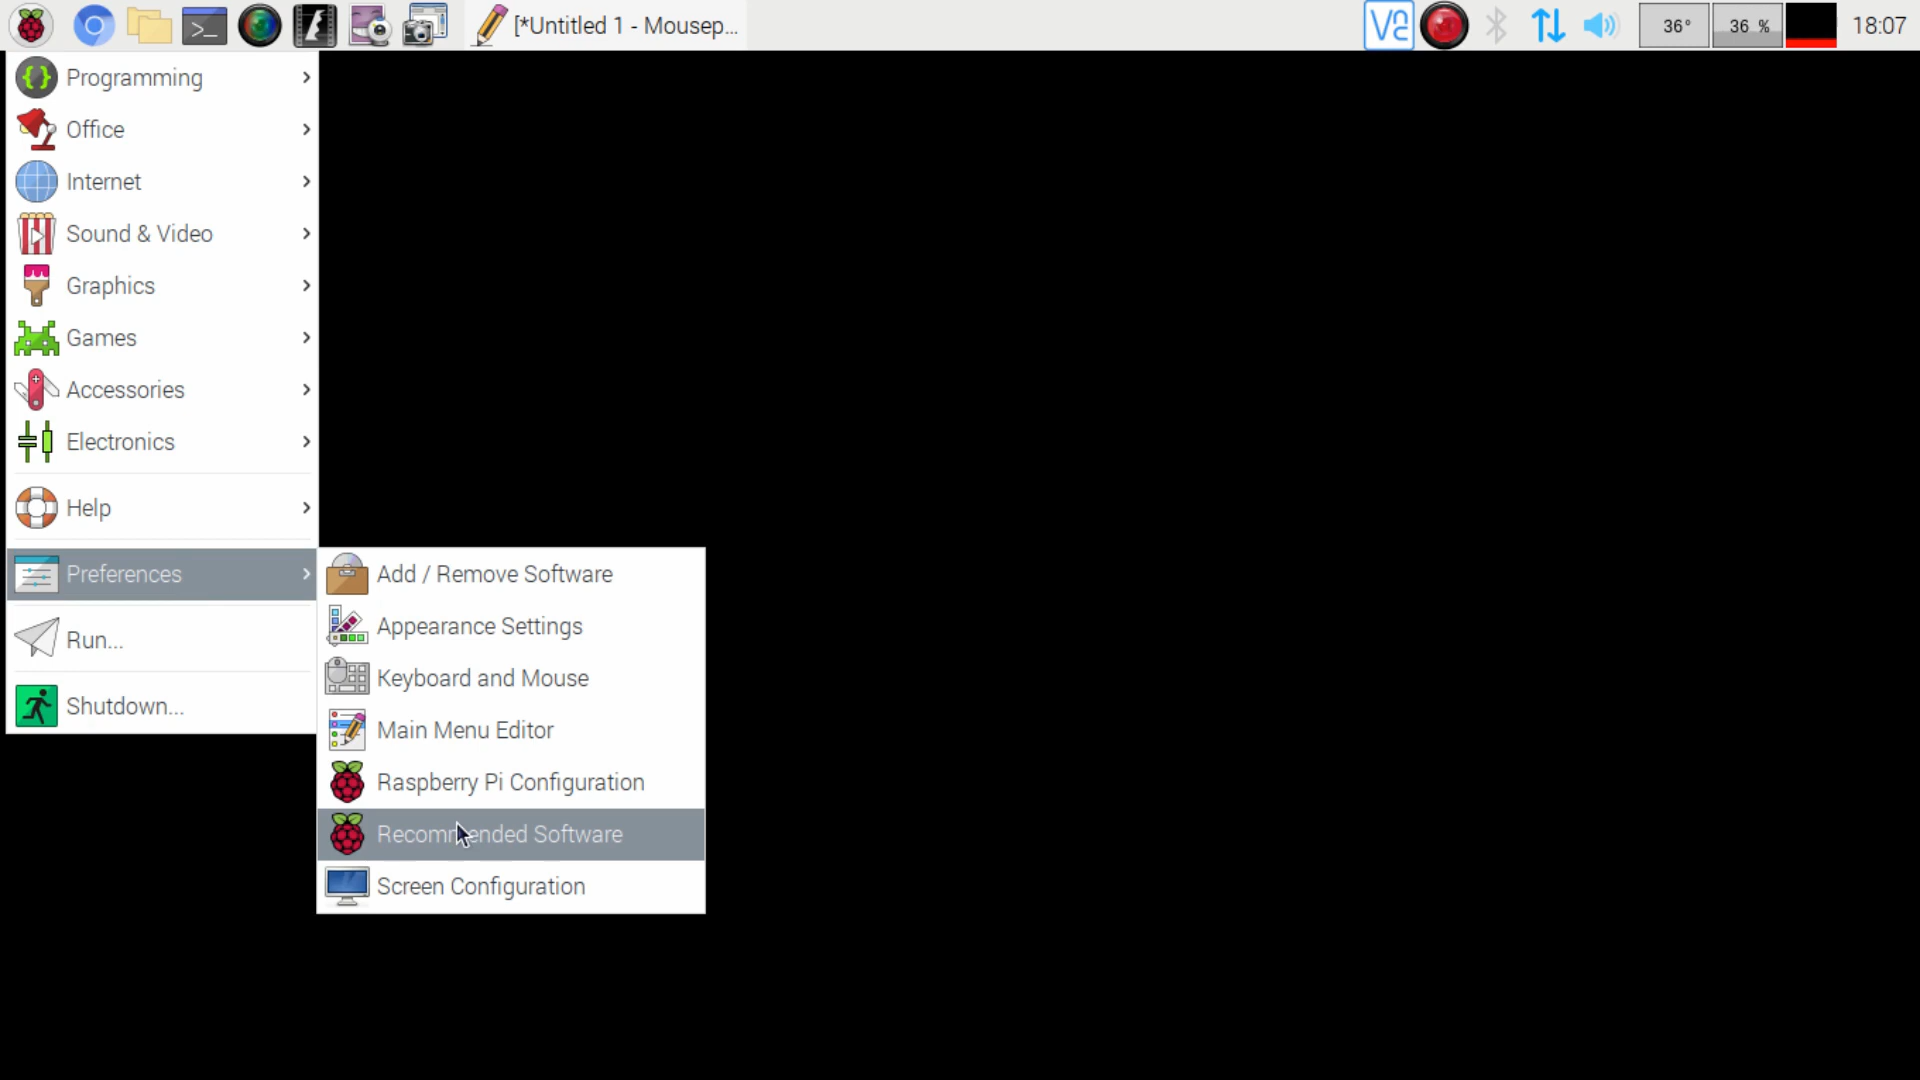 [*Untitled 1 - Mousep...
36°
36 %
18:07
Programming
Office
Internet
Sound & Video
Graphics
Games
Accessories
Electronics
Help
Preferences
Run...
Shutdown...
Add / Remove Software
Appearance Settings
Keyboard and Mouse
Main Menu Editor
Raspberry Pi Configuration
Recommended Software
Screen Configuration